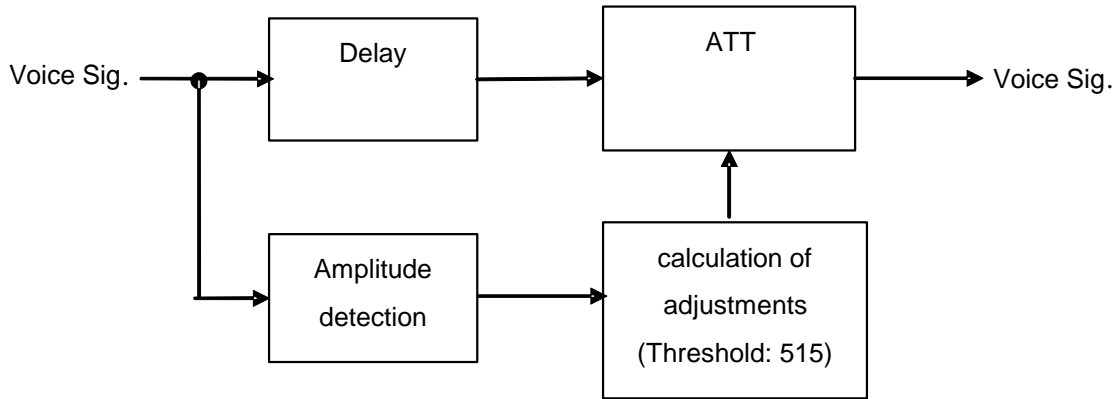 Voice Sig.
Delay
ATT
Voice Sig.
Amplitude
detection
calculation of
adjustments
(Threshold: 515)